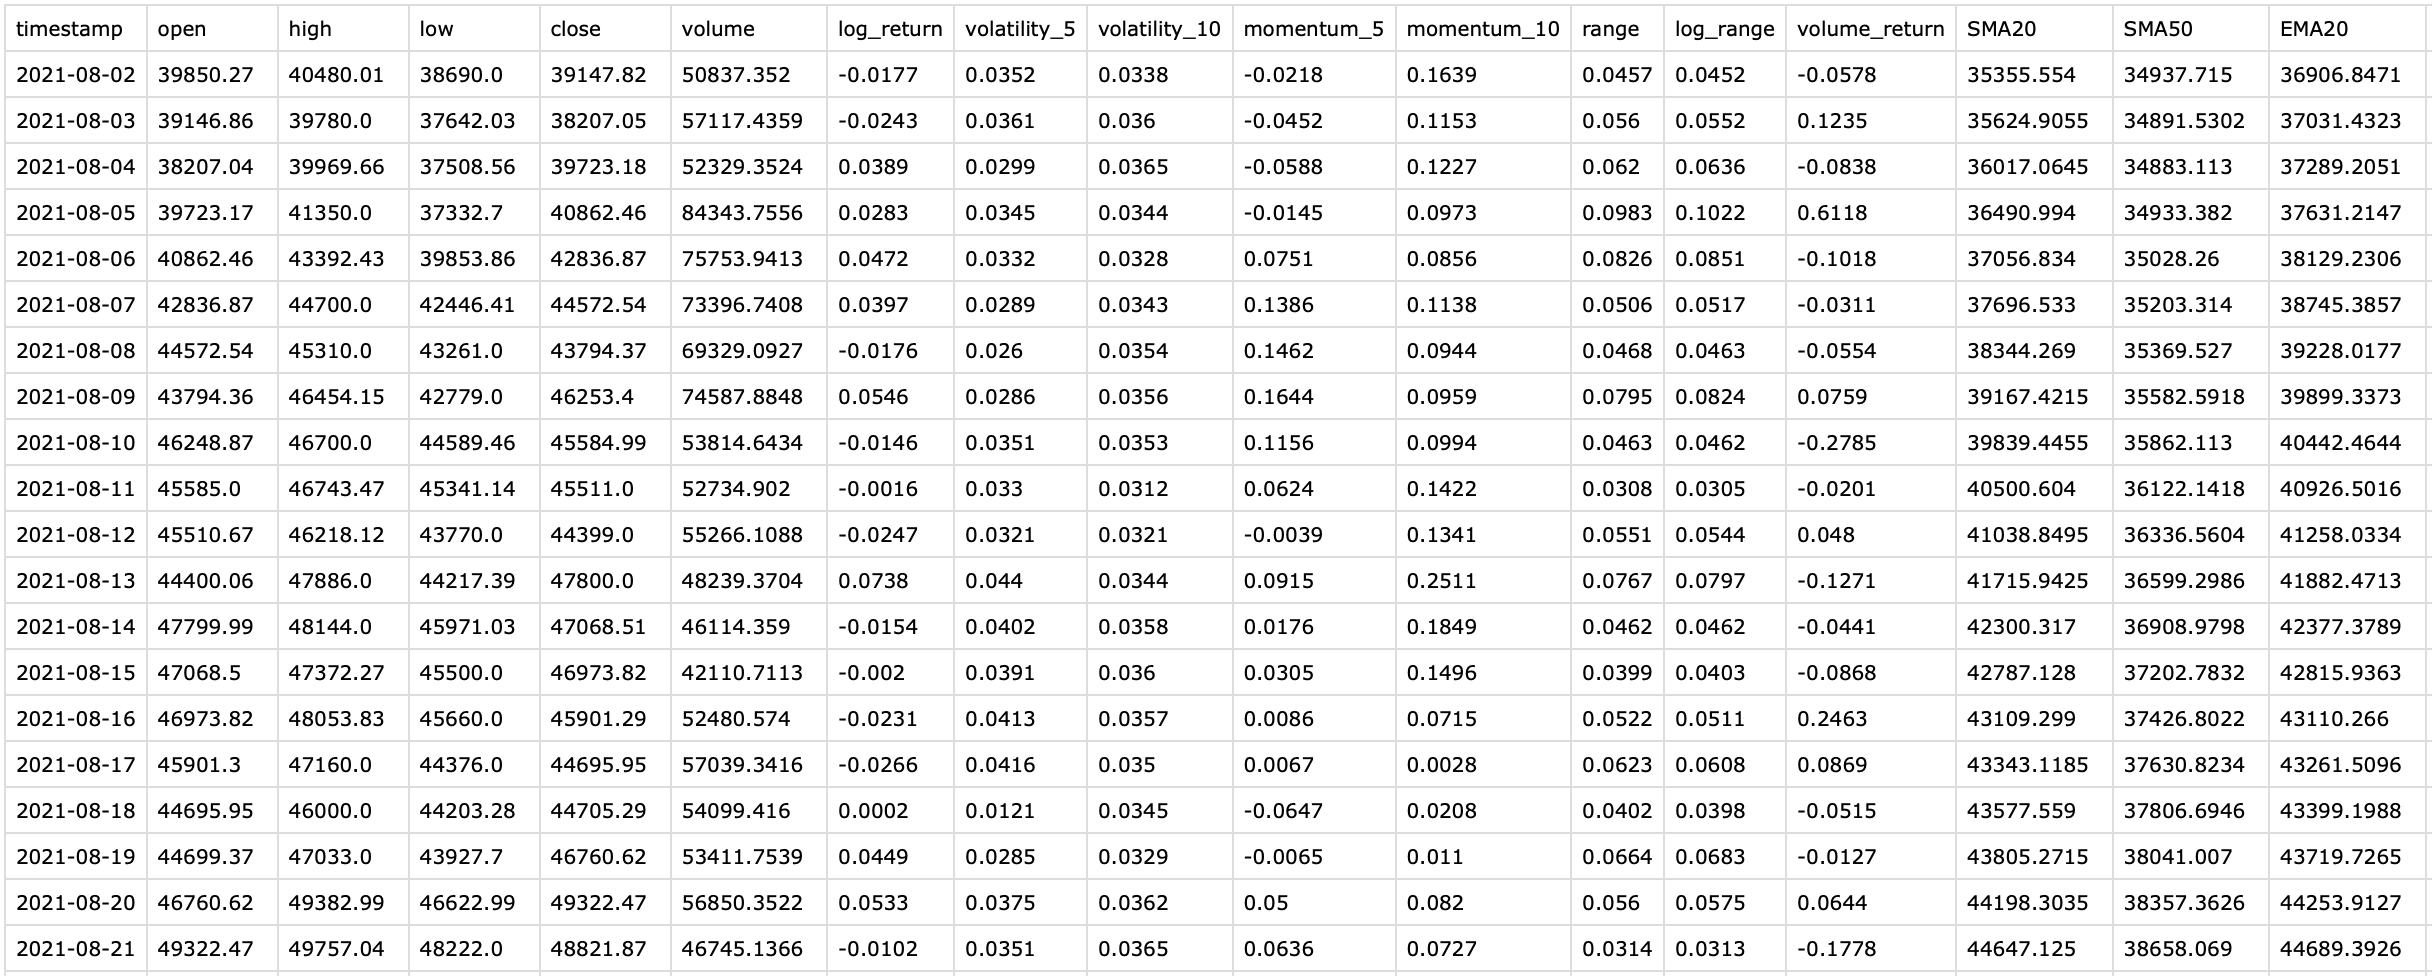 timestamp open high low close volume log_return volatility_5 volatility_10 momentum_5 momentum_10 range log_range volume_return SMA20 SMA50 EMA20
2021-08-02 39850.27 40480.01 38690.0 39147.82 50837.352 -0.0177 0.0352 0.0338 -0.0218 0.1639 0.0457 0.0452 -0.0578 35355.554 34937.715 36906.8471
2021-08-03 39146.86 39780.0 37642.03 38207.05 57117.4359 -0.0243 0.0361 0.036 -0.0452 0.1153 0.056 0.0552 0.1235 35624.9055 34891.5302 37031.4323
2021-08-04 38207.04 39969.66 37508.56 39723.18 52329.3524 0.0389 0.0299 0.0365 -0.0588 0.1227 0.062 0.0636 -0.0838 36017.0645 34883.113 37289.2051
2021-08-05 39723.17 41350.0 37332.7 40862.46 84343.7556 0.0283 0.0345 0.0344 -0.0145 0.0973 0.0983 0.1022 0.6118 36490.994 34933.382 37631.2147
2021-08-06 40862.46 43392.43 39853.86 42836.87 75753.9413 0.0472 0.0332 0.0328 0.0751 0.0856 0.0826 0.0851 -0.1018 37056.834 35028.26 38129.2306
2021-08-07 42836.87 44700.0 42446.41 44572.54 73396.7408 0.0397 0.0289 0.0343 0.1386 0.1138 0.0506 0.0517 -0.0311 37696.533 35203.314 38745.3857
2021-08-08 44572.54 45310.0 43261.0 43794.37 69329.0927 -0.0176 0.026 0.0354 0.1462 0.0944 0.0468 0.0463 -0.0554 38344.269 35369.527 39228.0177
2021-08-09 43794.36 46454.15 42779.0 46253.4 74587.8848 0.0546 0.0286 0.0356 0.1644 0.0959 0.0795 0.0824 0.0759 39167.4215 35582.5918 39899.3373
2021-08-10 46248.87 46700.0 44589.46 45584.99 53814.6434 -0.0146 0.0351 0.0353 0.1156 0.0994 0.0463 0.0462 -0.2785 39839.4455 35862.113 40442.4644
2021-08-11 45585.0 46743.47 45341.14 45511.0 52734.902 -0.0016 0.033 0.0312 0.0624 0.1422 0.0308 0.0305 -0.0201 40500.604 36122.1418 40926.5016
2021-08-12 45510.67 46218.12 43770.0 44399.0 55266.1088 -0.0247 0.0321 0.0321 -0.0039 0.1341 0.0551 0.0544 0.048 41038.8495 36336.5604 41258.0334
2021-08-13 44400.06 47886.0 44217.39 47800.0 48239.3704 0.0738 0.044 0.0344 0.0915 0.2511 0.0767 0.0797 -0.1271 41715.9425 36599.2986 41882.4713
2021-08-14 47799.99 48144.0 45971.03 47068.51 46114.359 -0.0154 0.0402 0.0358 0.0176 0.1849 0.0462 0.0462 -0.0441 42300.317 36908.9798 42377.3789
2021-08-15 47068.5 47372.27 45500.0 46973.82 42110.7113 -0.002 0.0391 0.036 0.0305 0.1496 0.0399 0.0403 -0.0868 42787.128 37202.7832 42815.9363
2021-08-16 46973.82 48053.83 45660.0 45901.29 52480.574 -0.0231 0.0413 0.0357 0.0086 0.0715 0.0522 0.0511 0.2463 43109.299 37426.8022 43110.266
2021-08-17 45901.3 47160.0 44376.0 44695.95 57039.3416 -0.0266 0.0416 0.035 0.0067 0.0028 0.0623 0.0608 0.0869 43343.1185 37630.8234 43261.5096
2021-08-18 44695.95 46000.0 44203.28 44705.29 54099.416 0.0002 0.0121 0.0345 -0.0647 0.0208 0.0402 0.0398 -0.0515 43577.559 37806.6946 43399.1988
2021-08-19 44699.37 47033.0 43927.7 46760.62 53411.7539 0.0449 0.0285 0.0329 -0.0065 0.011 0.0664 0.0683 -0.0127 43805.2715 38041.007 43719.7265
2021-08-20 46760.62 49382.99 46622.99 49322.47 56850.3522 0.0533 0.0375 0.0362 0.05 0.082 0.056 0.0575 0.0644 44198.3035 38357.3626 44253.9127
2021-08-21 49322.47 49757.04 48222.0 48821.87 46745.1366 -0.0102 0.0351 0.0365 0.0636 0.0727 0.0314 0.0313 -0.1778 44647.125 38658.069 44689.3926